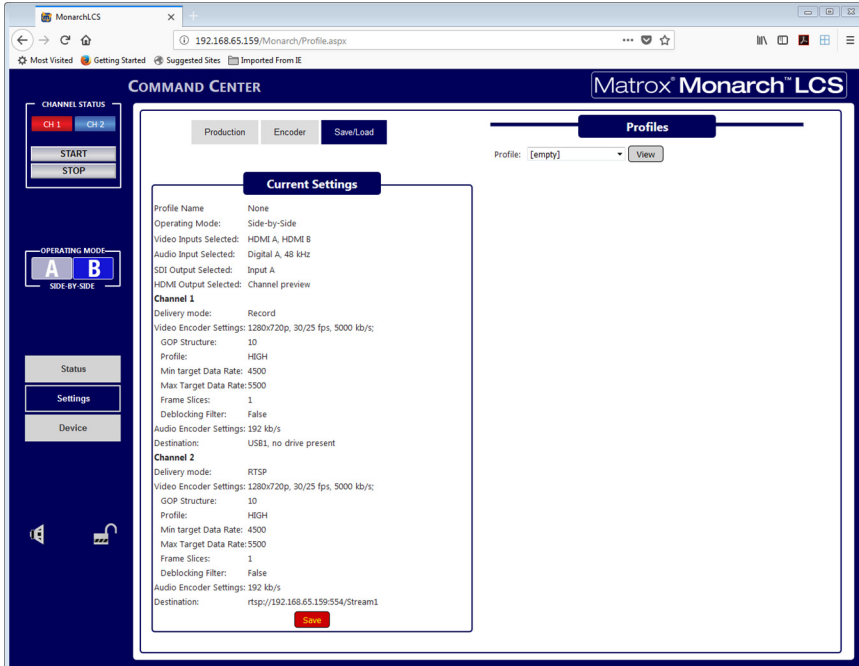 MonarchLCS
192.168.65.159/Monarch/Profile.aspx
Most Visited Getting Started Suggested Sites Imported From IE
COMMAND CENTER
Matrox® Monarch™ LCS
CHANNEL STATUS
CH 1 CH 2
START
STOP
OPERATING MODE
A B
SIDE-BY-SIDE
Status
Settings
Device
Production Encoder Save/Load
Current Settings
Profile Name None
Operating Mode: Side-by-Side
Video Inputs Selected: HDMI A, HDMI B
Audio Input Selected: Digital A, 48 kHz
SDI Output Selected: Input A
HDMI Output Selected: Channel preview
Channel 1
Delivery mode: Record
Video Encoder Settings: 1280x720p, 30/25 fps, 5000 kb/s;
GOP Structure: 10
Profile: HIGH
Min target Data Rate: 4500
Max Target Data Rate: 5500
Frame Slices: 1
Deblocking Filter: False
Audio Encoder Settings: 192 kb/s
Destination: USB1, no drive present
Channel 2
Delivery mode: RTSP
Video Encoder Settings: 1280x720p, 30/25 fps, 5000 kb/s;
GOP Structure: 10
Profile: HIGH
Min target Data Rate: 4500
Max Target Data Rate: 5500
Frame Slices: 1
Deblocking Filter: False
Audio Encoder Settings: 192 kb/s
Destination: rtsp://192.168.65.159:554/Stream1
Save
Profiles
Profile: [empty] View